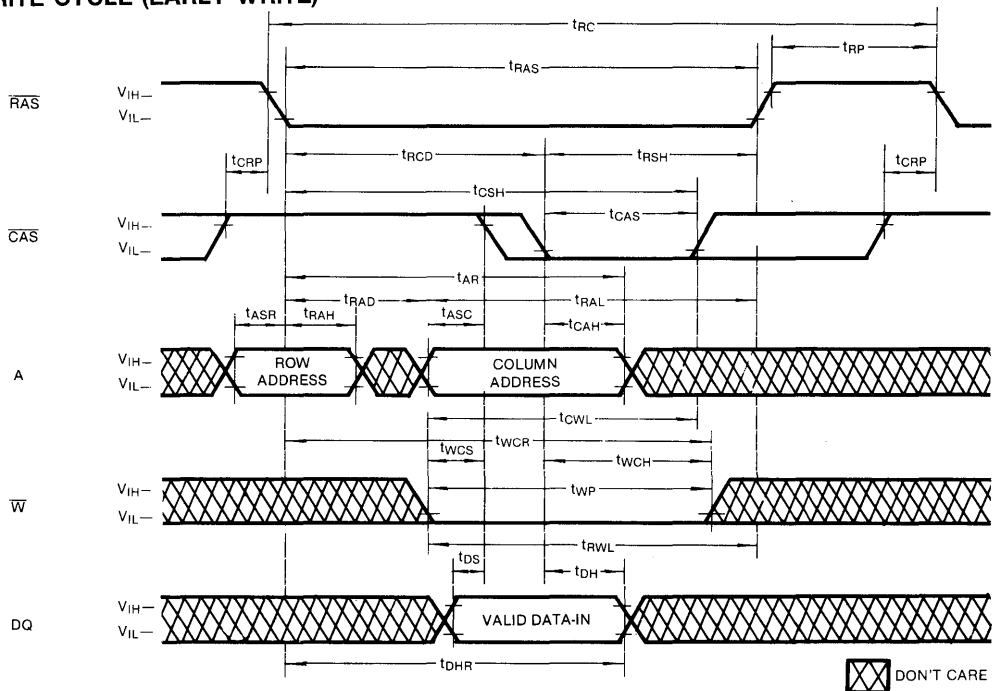 WRITE CYCLE (EARLY WRITE)
tRC
tRP
tRAS
RAS
VIH—
VIL—
tCRP
tRCD
tRSH
tCRP
tCSH
tCAS
CAS
VIH—
VIL—
tAR
tRAD
tRAL
tASR
tRAH
tASC
tCAH
A
VIH—
VIL—
ROW
ADDRESS
COLUMN
ADDRESS
tCWL
tWCR
tWCS
tWCH
W
VIH—
VIL—
tWP
tRWL
tDS
tDH
DQ
VIH—
VIL—
VALID DATA-IN
tDHR
DON'T CARE